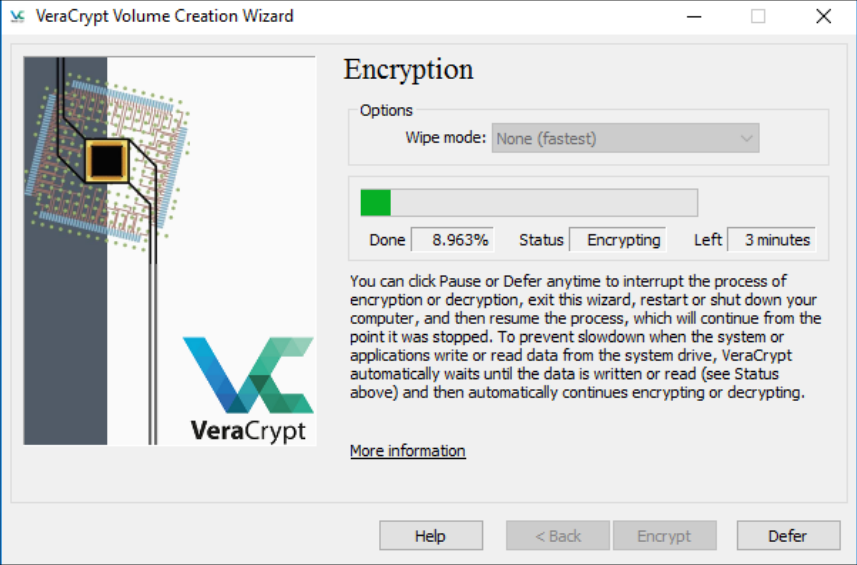 VeraCrypt Volume Creation Wizard
Encryption
Options
Wipe mode: None (fastest)
Done 8.963% Status Encrypting Left 3 minutes
You can click Pause or Defer anytime to interrupt the process of
encryption or decryption, exit this wizard, restart or shut down your
computer, and then resume the process, which will continue from the
point it was stopped. To prevent slowdown when the system or
applications write or read data from the system drive, VeraCrypt
automatically waits until the data is written or read (see Status
above) and then automatically continues encrypting or decrypting.
VeraCrypt
More information
Help < Back Encrypt Defer